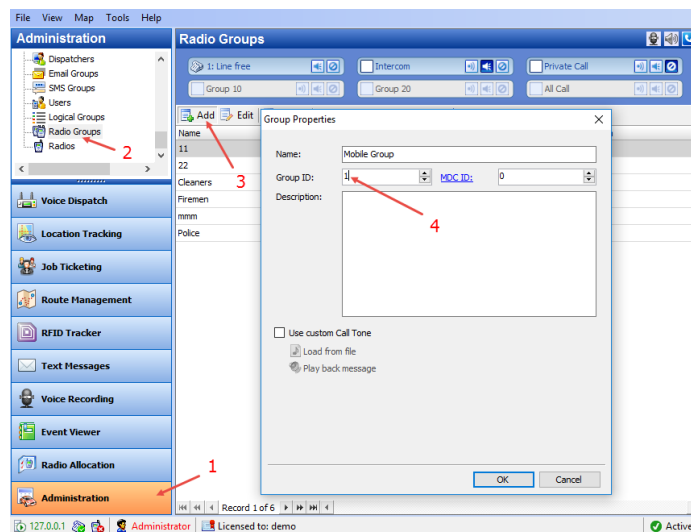 File View Map Tools Help
Administration
Radio Groups
Dispatchers
Email Groups
SMS Groups
Users
Logical Groups
Radio Groups
Radios
2
1: Line free
Intercom
Private Call
Group 10
Group 20
All Call
Add
Edit
Name
11
22
Cleaners
Firemen
mmm
Police
3
Group Properties
Name: Mobile Group
Group ID: 1 MDC ID: 0
4
Description:
Use custom Call Tone
Load from file
Play back message
OK Cancel
Voice Dispatch
Location Tracking
Job Ticketing
Route Management
RFID Tracker
Text Messages
Voice Recording
Event Viewer
Radio Allocation
Administration
1
Record 1 of 6
127.0.0.1 Administrator Licensed to: demo Active